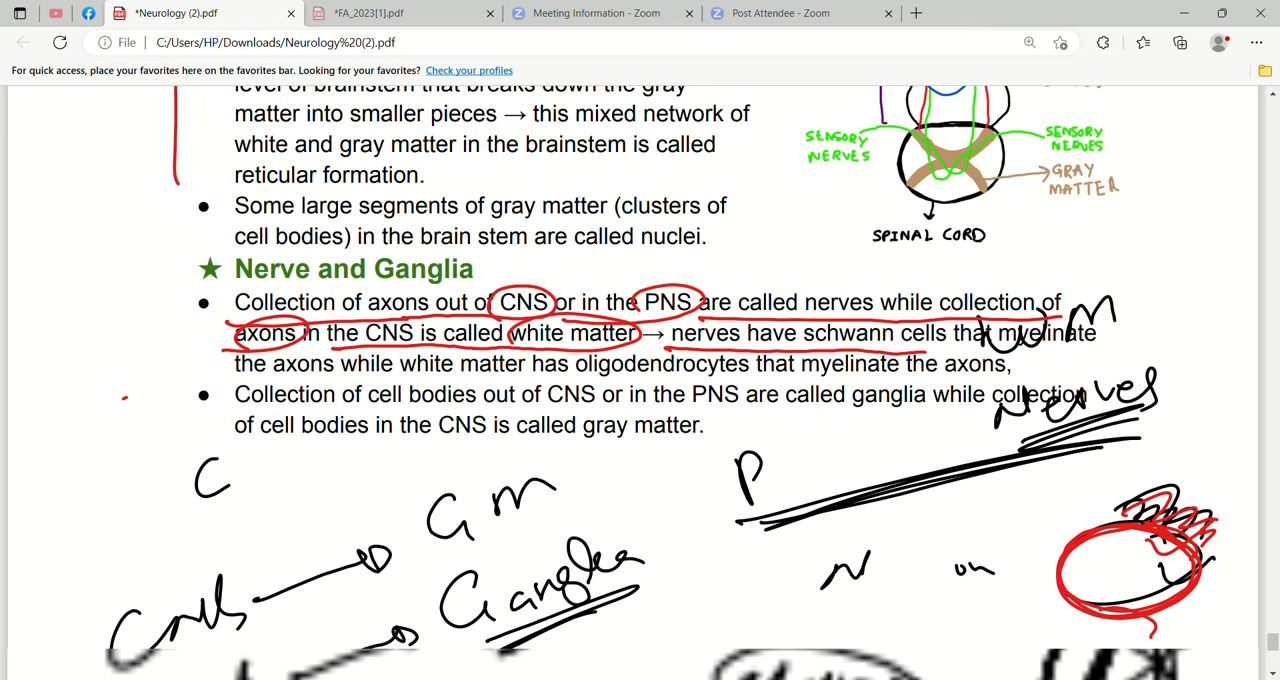 *Neurology (2).pdf
*FA_2023[1].pdf
Meeting Information - Zoom
Post Attendee - Zoom
File
C:/Users/HP/Downloads/Neurology%20(2).pdf
For quick access, place your favorites here on the favorites bar. Looking for your favorites? Check your profiles
level of brainstem that breaks down the gray
matter into smaller pieces → this mixed network of
white and gray matter in the brainstem is called
reticular formation.
● Some large segments of gray matter (clusters of
cell bodies) in the brain stem are called nuclei.
SENSORY
NERVES
SENSORY
NERVES
GRAY
MATTER
SPINAL CORD
★ Nerve and Ganglia
● Collection of axons out of CNS or in the PNS are called nerves while collection of
axons in the CNS is called white matter → nerves have schwann cells that myelinate
the axons while white matter has oligodendrocytes that myelinate the axons,
● Collection of cell bodies out of CNS or in the PNS are called ganglia while collection
of cell bodies in the CNS is called gray matter.
W m
Nerves
C
P
G m
N